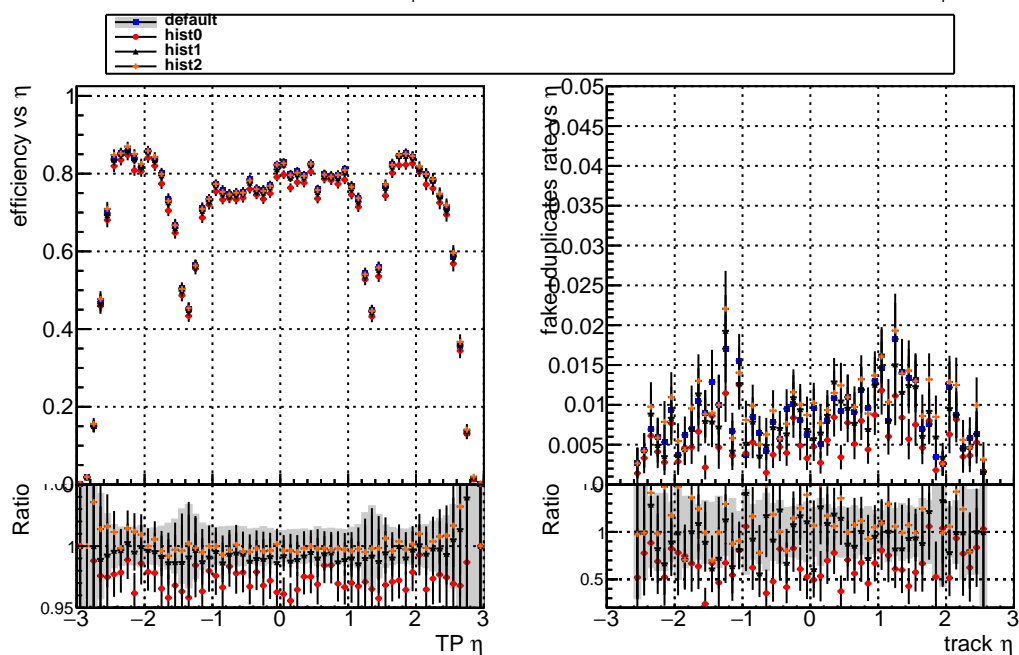 default
hist0
hist1
hist2
efficiency vs η
1
0.8
0.6
0.4
0.2
0
Ratio
1
0.95
−3 −2 −1 0 1 2 3
TP η
fake+duplicates rate vs η
0.05
0.045
0.04
0.035
0.03
0.025
0.02
0.015
0.01
0.005
0
Ratio
1
0.5
−3 −2 −1 0 1 2 3
track η